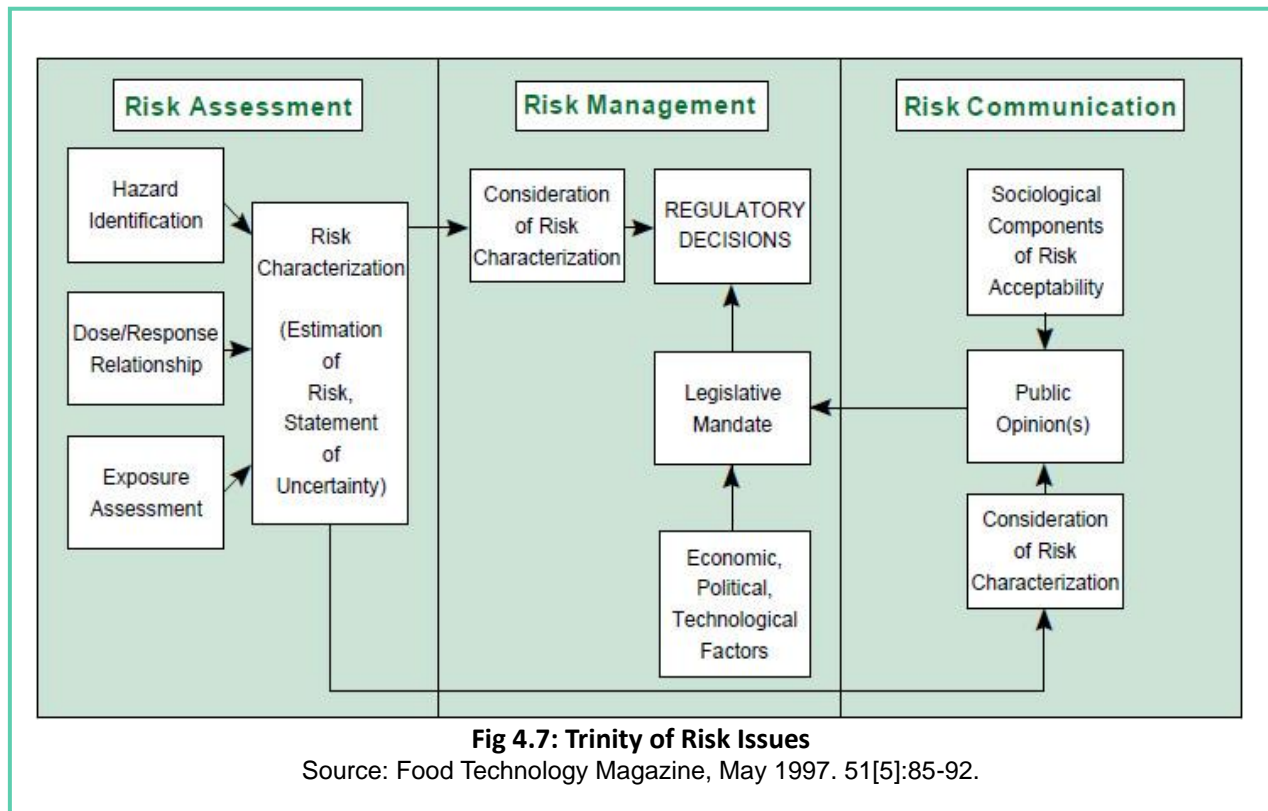 Risk Assessment
Hazard
Identification
Dose/Response
Relationship
Exposure
Assessment
Risk
Characterization
(Estimation
of
Risk,
Statement
of
Uncertainty)
Risk Management
Consideration
of Risk
Characterization
REGULATORY
DECISIONS
Legislative
Mandate
Economic,
Political,
Technological
Factors
Risk Communication
Sociological
Components
of Risk
Acceptability
Public
Opinion(s)
Consideration
of Risk
Characterization
Fig 4.7: Trinity of Risk Issues
Source: Food Technology Magazine, May 1997. 51[5]:85-92.